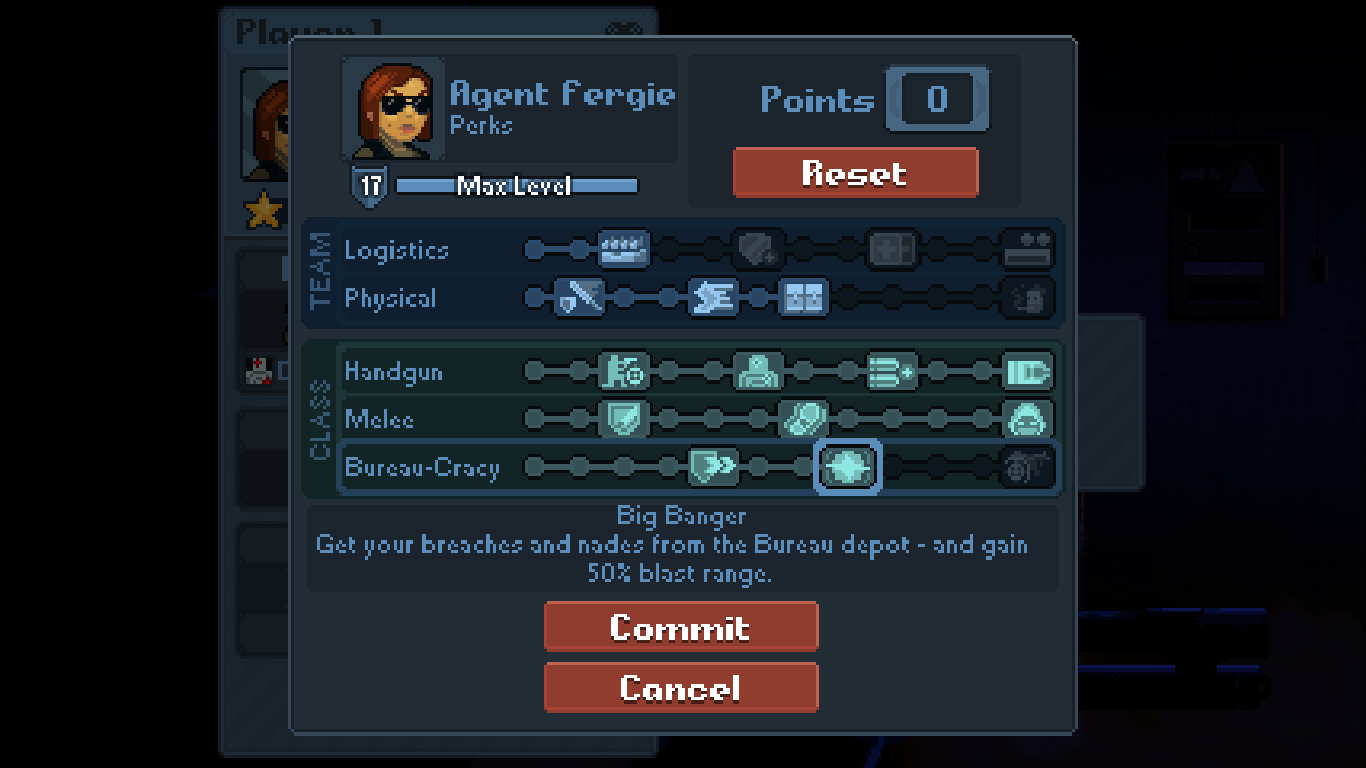 Player 1
Agent Fergie
Perks
Points 0
17 Max Level
Reset
TEAM
Logistics
Physical
CLASS
Handgun
Melee
Bureau-Cracy
Big Banger
Get your breaches and nades from the Bureau depot - and gain
50% blast range.
Commit
Cancel